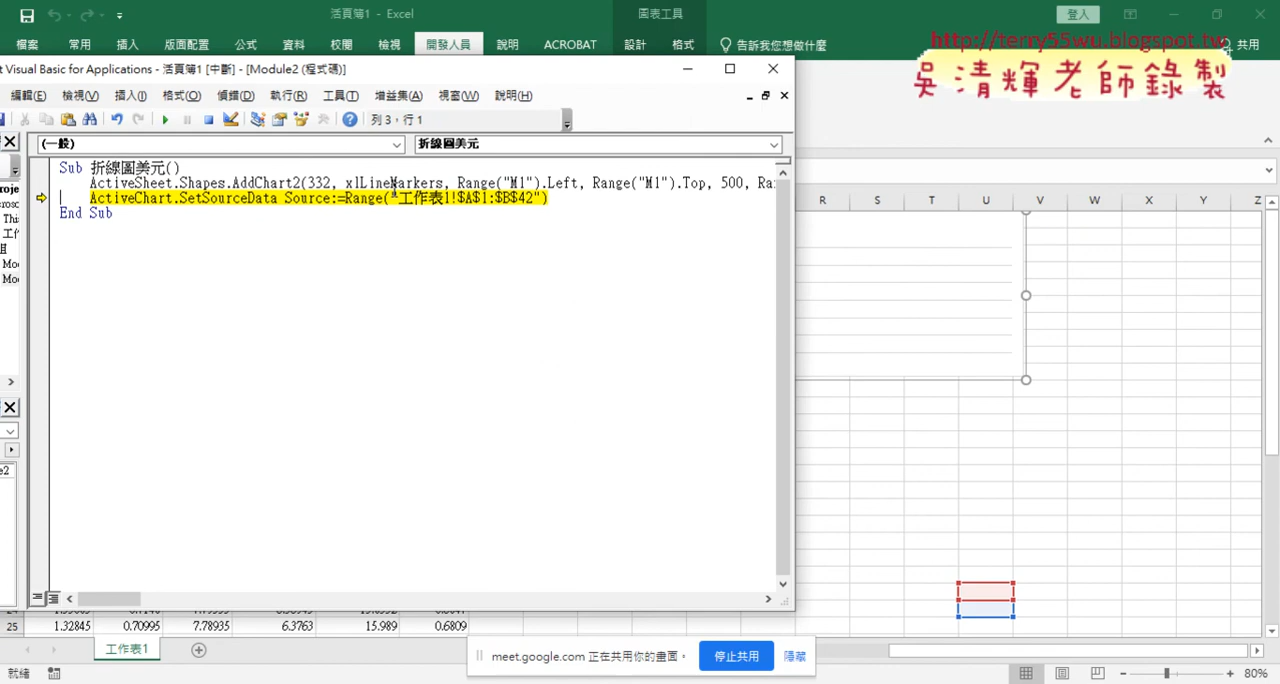 活頁簿1 - Excel
圖表工具
登入
檔案 常用 插入 版面配置 公式 資料 校閱 檢視 開發人員 說明 ACROBAT 設計 格式 告訴我您想做什麼 共用
http://terry55wu.blogspot.tw
吳清輝老師錄製
t Visual Basic for Applications - 活頁簿1 [中斷] - [Module2 (程式碼)]
編輯(E) 檢視(V) 插入(I) 格式(O) 偵錯(D) 執行(R) 工具(T) 增益集(A) 視窗(W) 說明(H)
列 3，行 1
(一般) 折線圖美元
Sub 折線圖美元()
ActiveSheet.Shapes.AddChart2(332, xlLineMarkers, Range("M1").Left, Range("M1").Top, 500, Ra
ActiveChart.SetSourceData Source:=Range("工作表1!$A$1:$B$42")
End Sub
R S T U V W X Y Z
25 1.32845 0.70995 7.78935 6.3763 15.989 0.6809
工作表1
meet.google.com 正在共用你的畫面。 停止共用 隱藏
就緒 80%